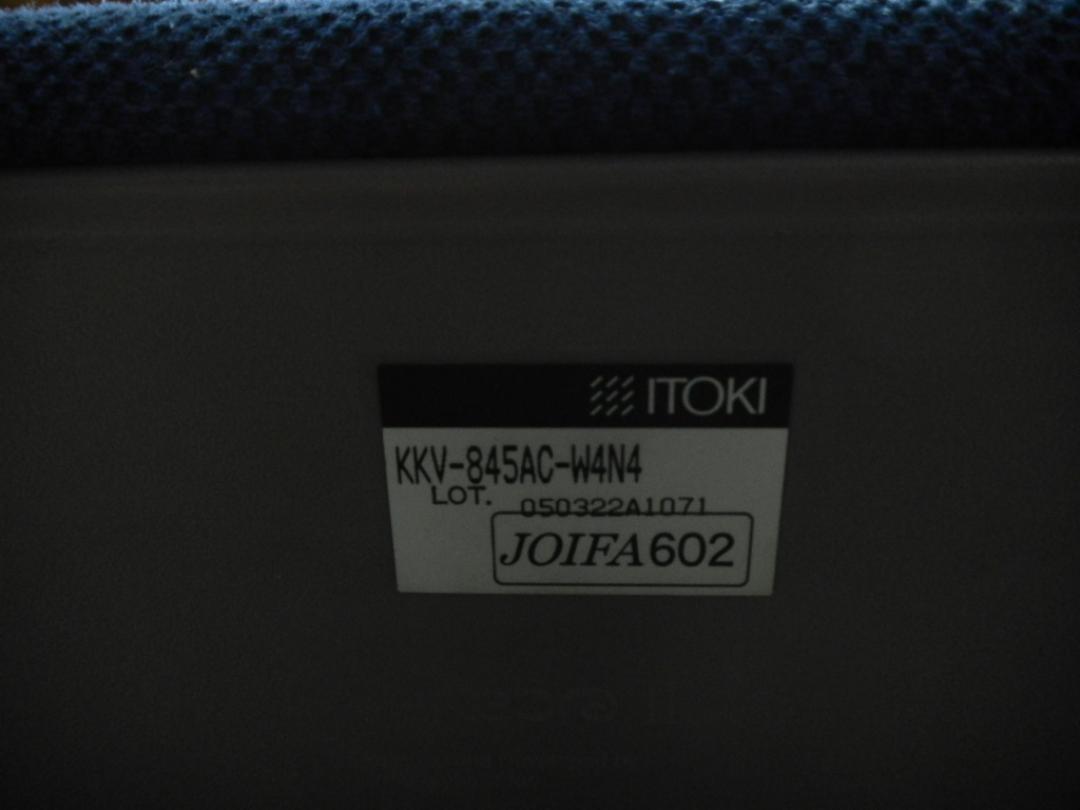 ITOKI
KKV-845AC-W4N4
LOT. 050322A1071
JOIFA602